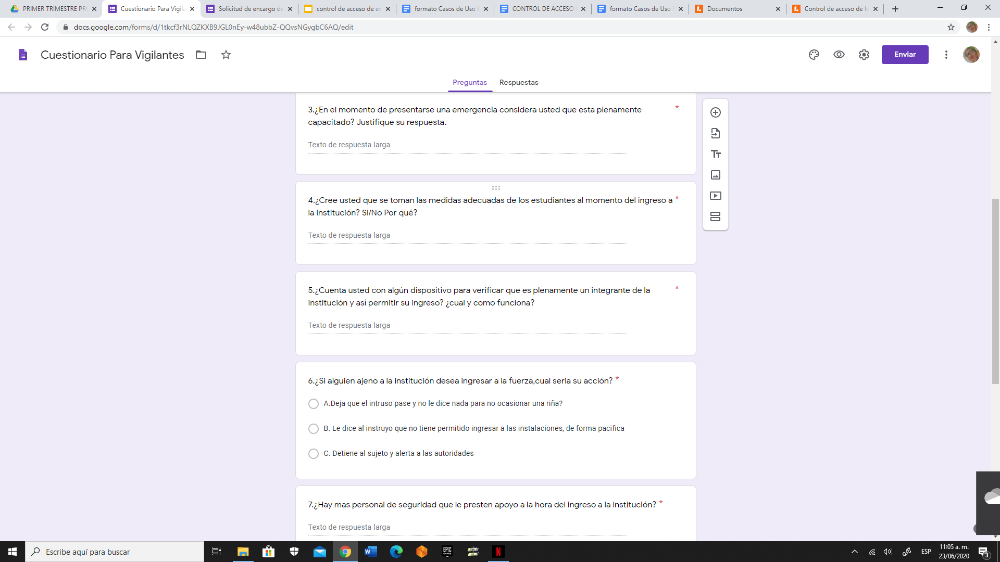 PRIMER TRIMESTRE PR
Cuestionario Para Vigila
Solicitud de encargo de
control de acceso de es
formato Casos de Uso E
CONTROL DE ACCESO
formato Casos de Uso
Documentos
Control de acceso de lo
docs.google.com/forms/d/1tkcf3rNLQZKXB9JGL0nEy-w48ubbZ-QQvsNGygbC6AQ/edit
Cuestionario Para Vigilantes
Enviar
Preguntas
Respuestas
3.¿En el momento de presentarse una emergencia considera usted que esta plenamente *
capacitado? Justifique su respuesta.
Texto de respuesta larga
4.¿Cree usted que se toman las medidas adecuadas de los estudiantes al momento del ingreso a *
la institución? Si/No Por qué?
Texto de respuesta larga
5.¿Cuenta usted con algún dispositivo para verificar que es plenamente un integrante de la *
institución y así permitir su ingreso? ¿cual y como funciona?
Texto de respuesta larga
6.¿Si alguien ajeno a la institución desea ingresar a la fuerza,cual seria su acción? *
A.Deja que el intruso pase y no le dice nada para no ocasionar una riña?
B. Le dice al instruyo que no tiene permitido ingresar a las instalaciones, de forma pacifica
C. Detiene al sujeto y alerta a las autoridades
7.¿Hay mas personal de seguridad que le presten apoyo a la hora del ingreso a la institución? *
Texto de respuesta larga
Escribe aquí para buscar
EPIC GAMES
ESP
11:05 a. m.
23/06/2020
3